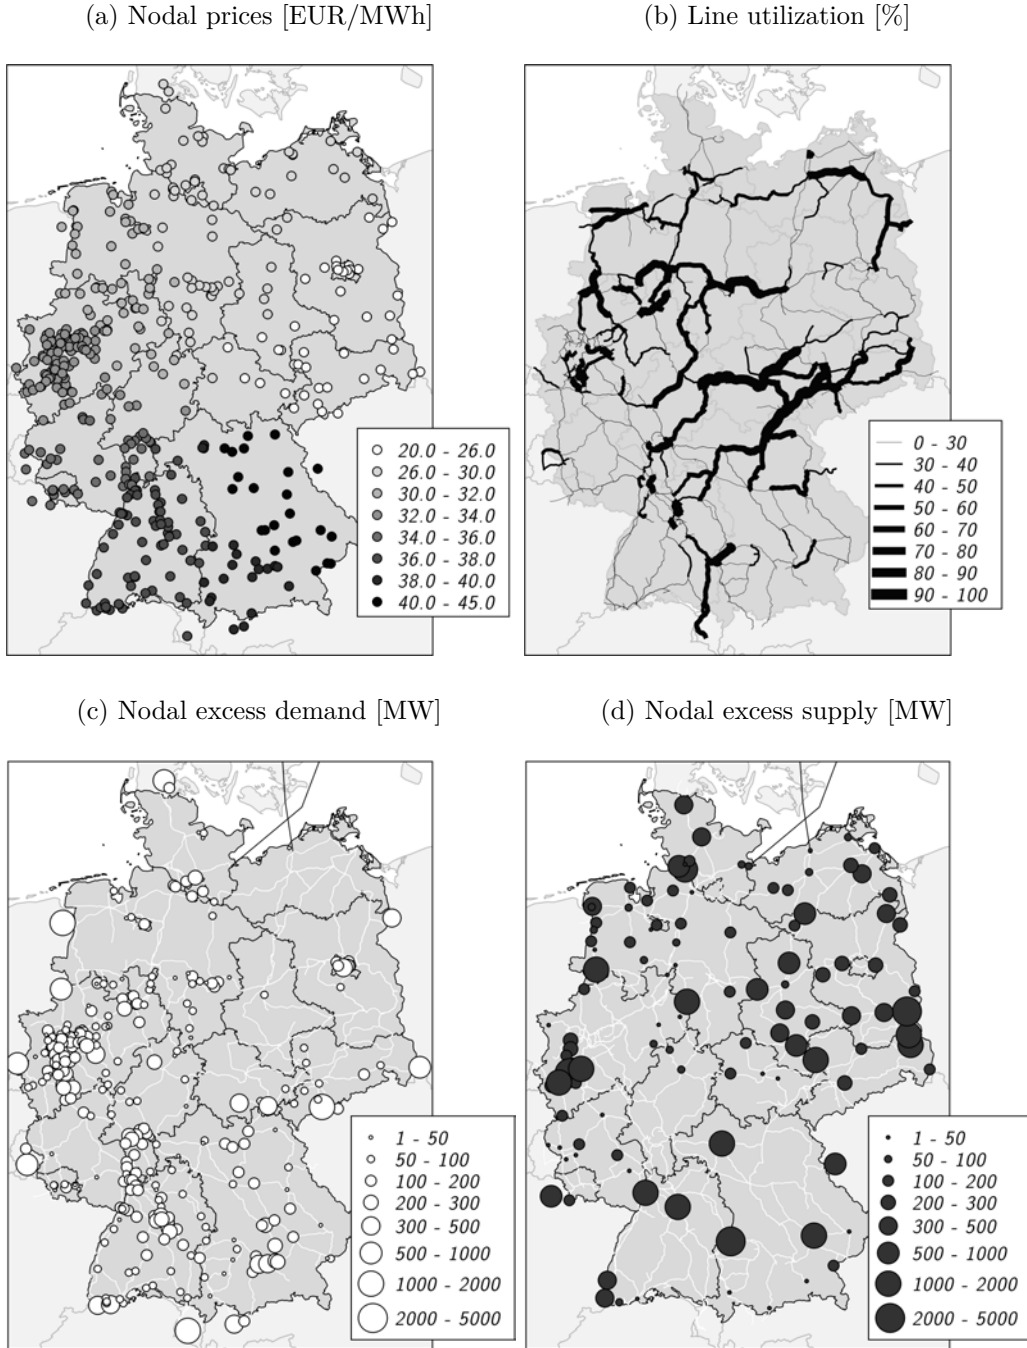 (a) Nodal prices [EUR/MWh]
(b) Line utilization [%]
20.0 - 26.0
26.0 - 30.0
30.0 - 32.0
32.0 - 34.0
34.0 - 36.0
36.0 - 38.0
38.0 - 40.0
40.0 - 45.0
0 - 30
30 - 40
40 - 50
50 - 60
60 - 70
70 - 80
80 - 90
90 - 100
(c) Nodal excess demand [MW]
(d) Nodal excess supply [MW]
1 - 50
50 - 100
100 - 200
200 - 300
300 - 500
500 - 1000
1000 - 2000
2000 - 5000
1 - 50
50 - 100
100 - 200
200 - 300
300 - 500
500 - 1000
1000 - 2000
2000 - 5000